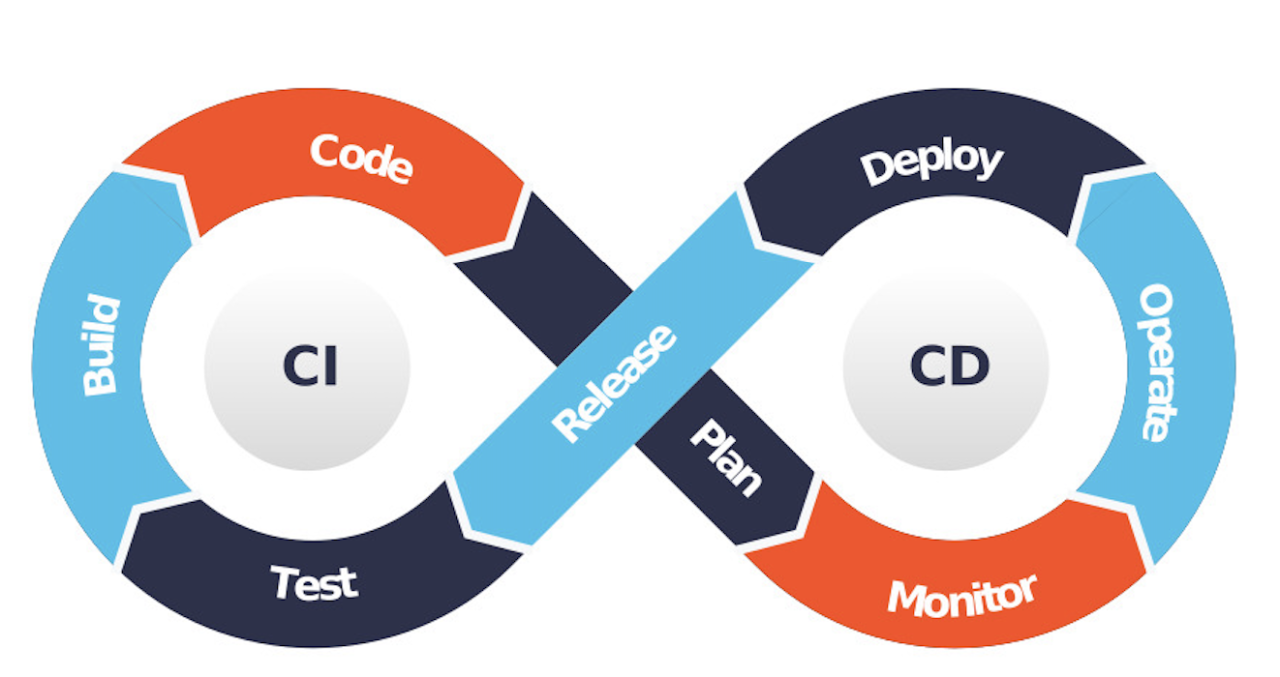 Code
Build
CI
Test
Release
Plan
Deploy
Operate
CD
Monitor